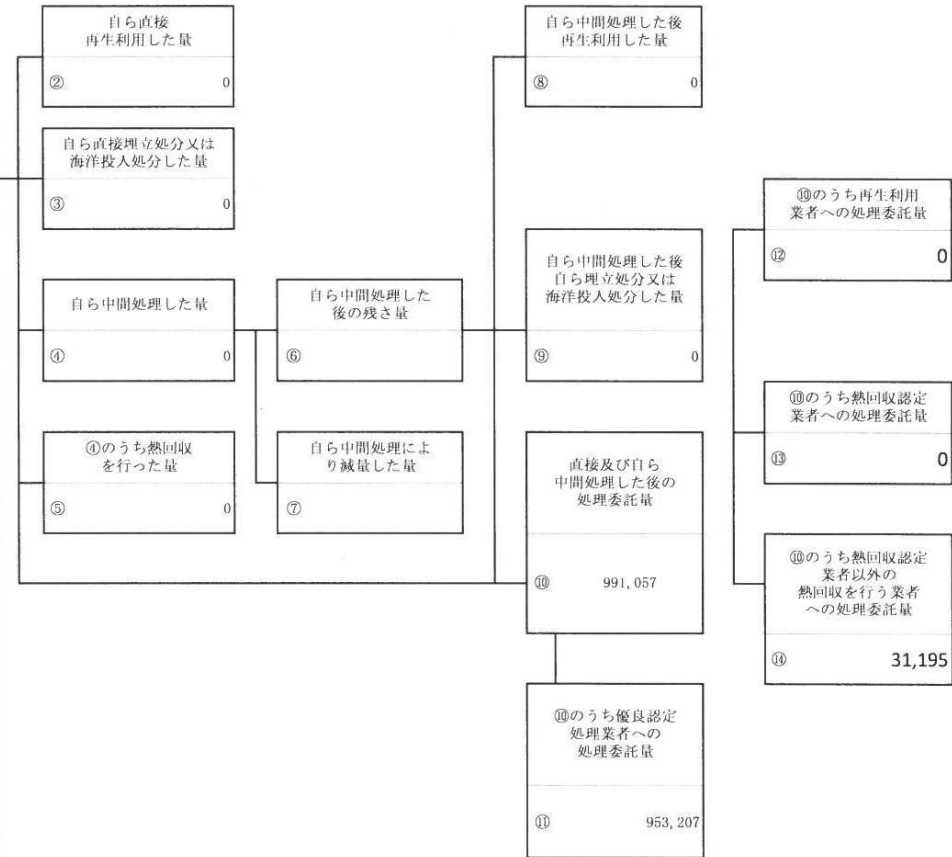 自ら直接
再生利用した量
② 0
自ら直接埋立処分又は
海洋投入処分した量
③ 0
自ら中間処理した量
④ 0
④のうち熱回収
を行った量
⑤ 0
自ら中間処理した
後の残さ量
⑥
自ら中間処理によ
り減量した量
⑦
自ら中間処理した後
再生利用した量
⑧ 0
自ら中間処理した後
自ら埋立処分又は
海洋投入処分した量
⑨ 0
直接及び自ら
中間処理した後の
処理委託量
⑩ 991,057
⑩のうち優良認定
処理業者への
処理委託量
⑪ 953,207
⑩のうち再生利用
業者への処理委託量
⑫ 0
⑩のうち熱回収認定
業者への処理委託量
⑬ 0
⑩のうち熱回収認定
業者以外の
熱回収を行う業者
への処理委託量
⑭ 31,195